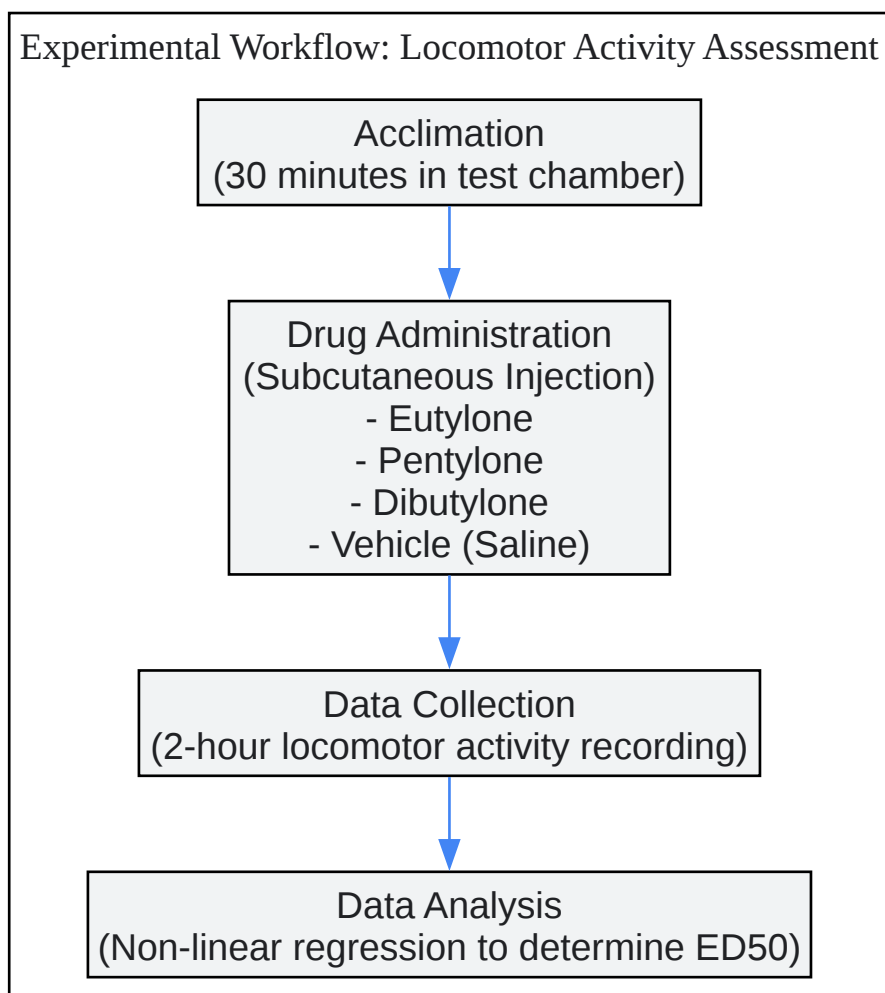 Experimental Workflow: Locomotor Activity Assessment
Acclimation
(30 minutes in test chamber)
Drug Administration
(Subcutaneous Injection)
- Eutylone
- Pentylone
- Dibutylone
- Vehicle (Saline)
Data Collection
(2-hour locomotor activity recording)
Data Analysis
(Non-linear regression to determine ED50)